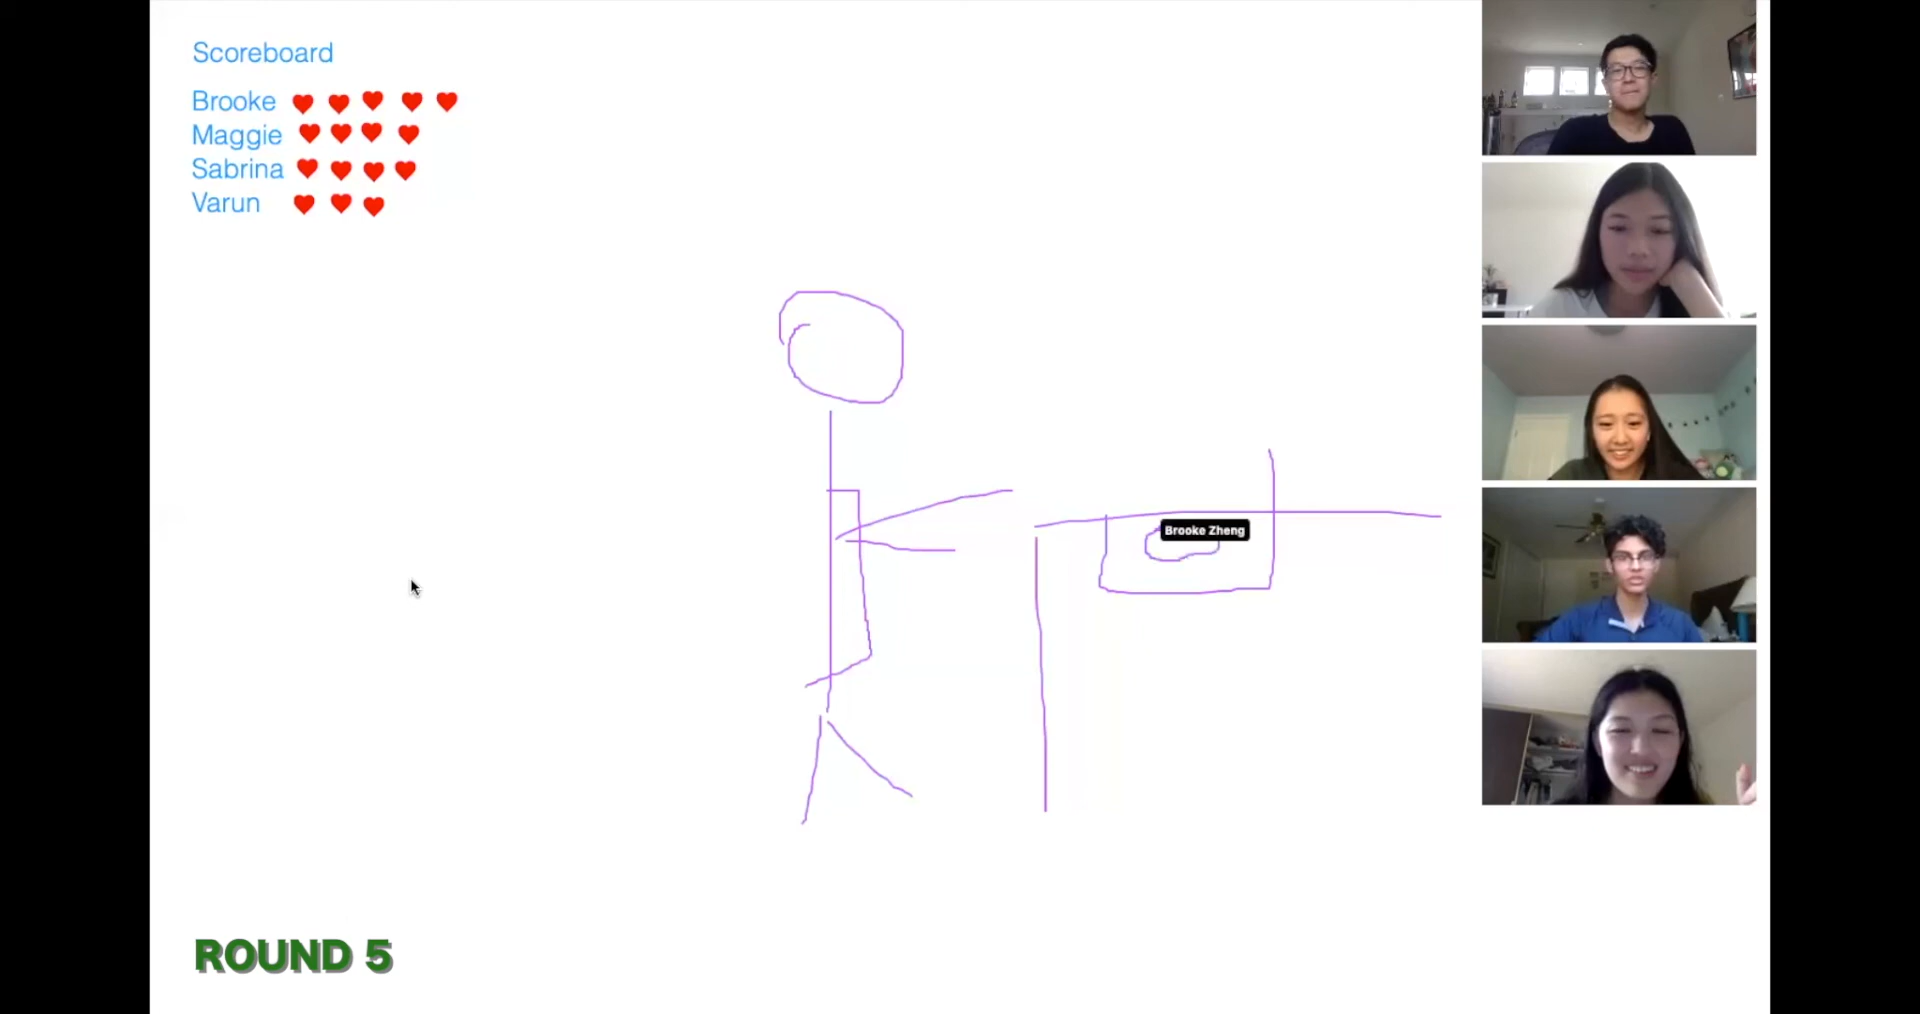 Scoreboard
Brooke
Maggie
Sabrina
Varun
Brooke Zheng
ROUND 5